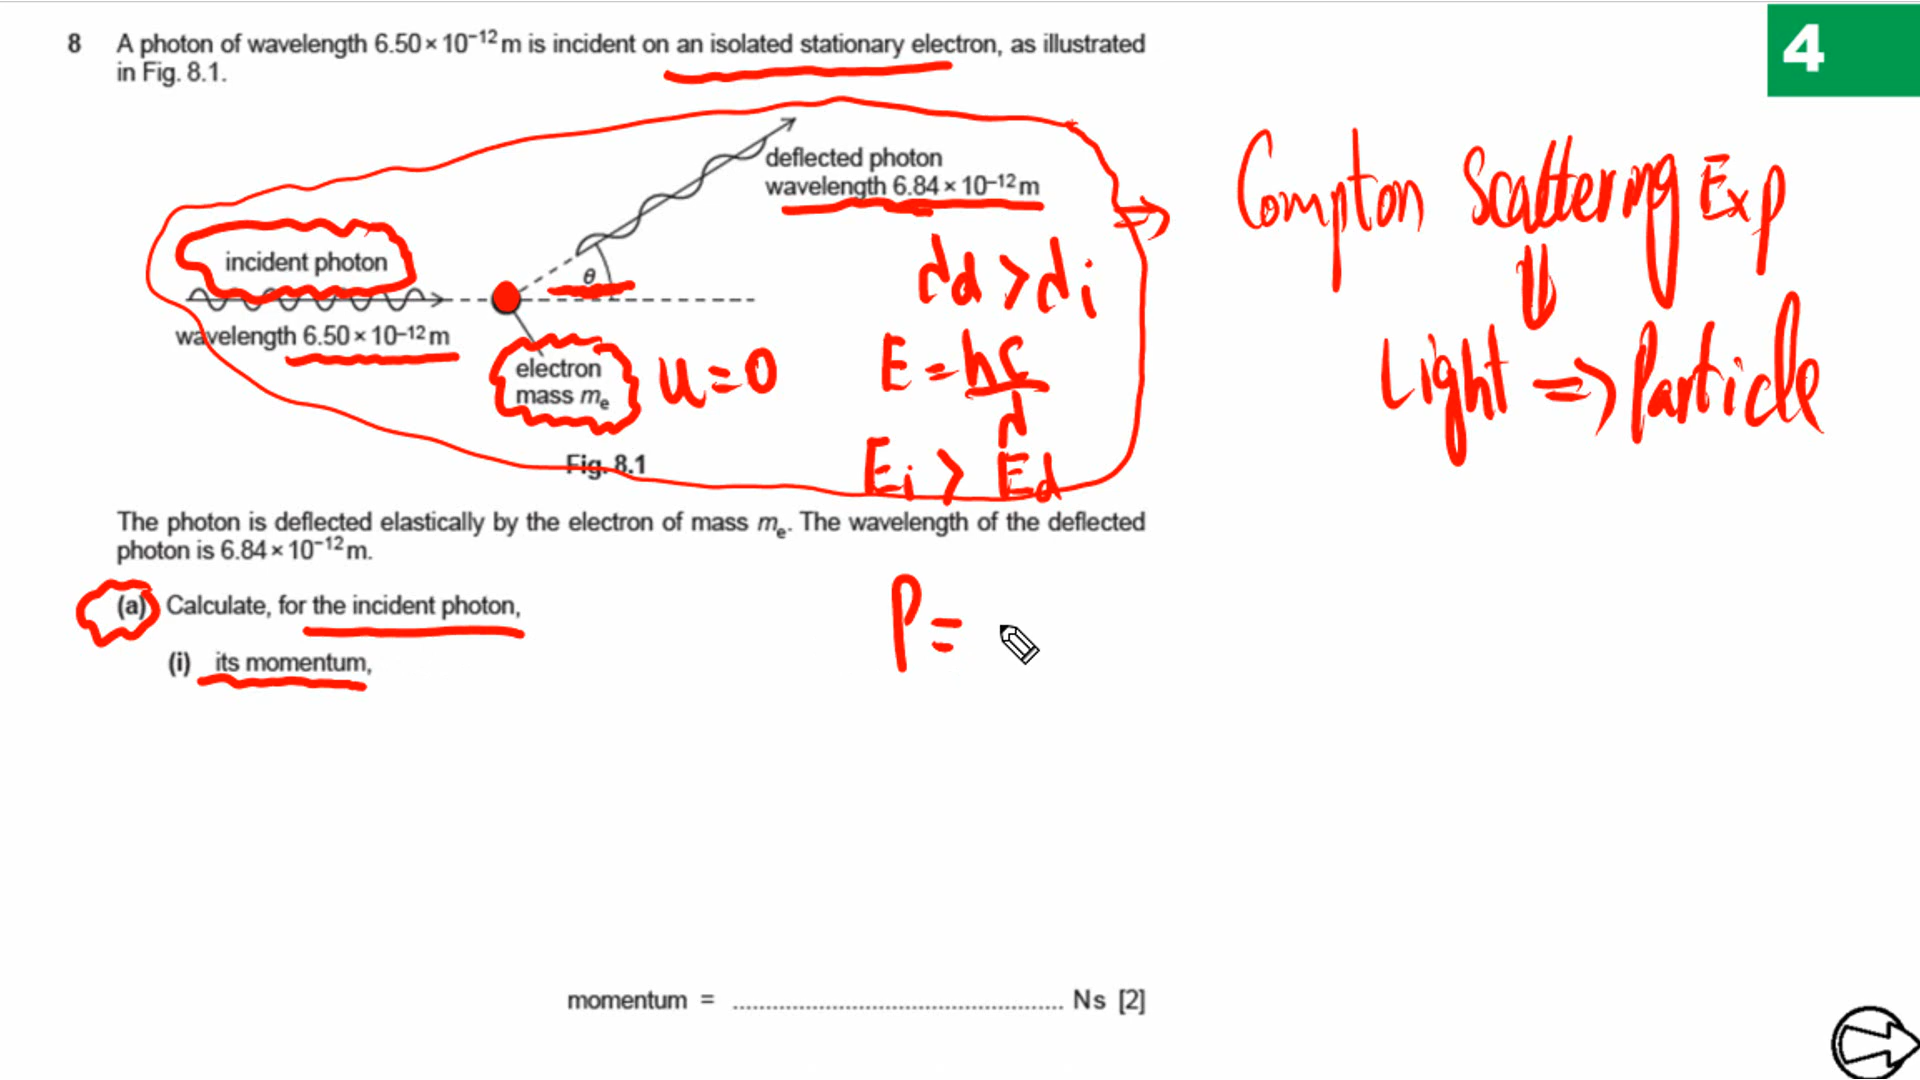 4
8 A photon of wavelength 6.50 × 10⁻¹² m is incident on an isolated stationary electron, as illustrated
in Fig. 8.1.
deflected photon
wavelength 6.84 × 10⁻¹² m
incident photon
wavelength 6.50 × 10⁻¹² m
θ
electron
mass mₑ
u = 0
λd > λi
E = hc/λ
Ei > Ed
Fig. 8.1
Compton Scattering Exp
⇓
Light ⇒ Particle
The photon is deflected elastically by the electron of mass mₑ. The wavelength of the deflected
photon is 6.84 × 10⁻¹² m.
(a) Calculate, for the incident photon,
P =
(i) its momentum,
momentum = .................................................. N s [2]